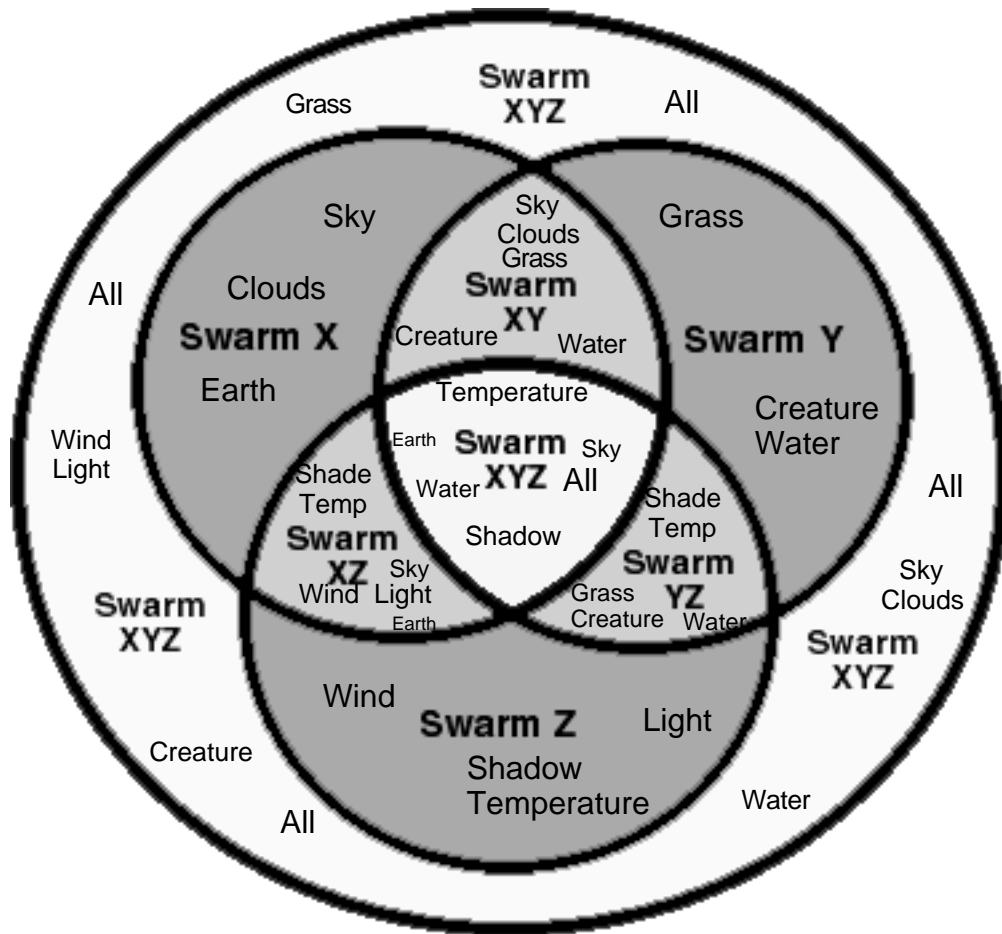 Swarm
XYZ
Grass
All
Sky
Sky
Clouds
Grass
Grass
All
Clouds
Swarm
XY
Swarm X
Creature
Water
Swarm Y
Earth
Temperature
Creature
Water
Wind
Light
Earth
Swarm
XYZ
Sky
All
Water
Shade
Temp
Shade
Temp
All
Shadow
Swarm
XZ
Sky
Wind
Light
Earth
Swarm
YZ
Grass
Creature
Water
Sky
Clouds
Swarm
XYZ
Swarm
XYZ
Wind
Swarm Z
Light
Creature
Shadow
Temperature
Water
All